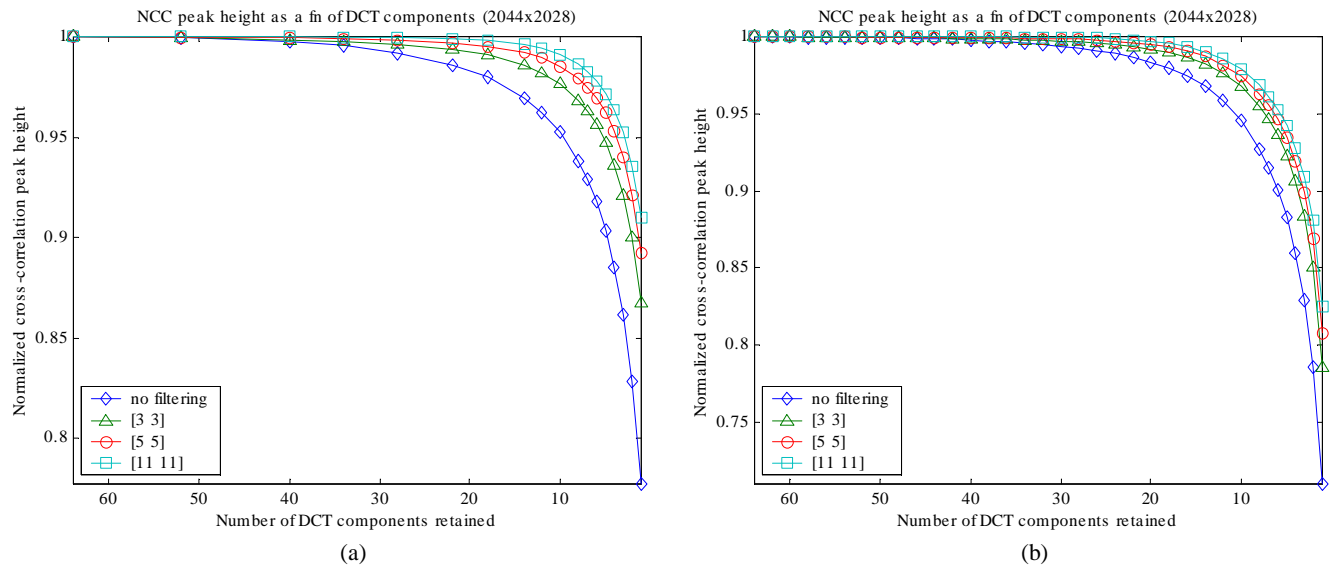 NCC peak height as a fn of DCT components (2044x2028)
1
0.95
0.9
0.85
0.8
Normalized cross-correlation peak height
no filtering
[3 3]
[5 5]
[11 11]
60 50 40 30 20 10
Number of DCT components retained
(a)
NCC peak height as a fn of DCT components (2044x2028)
1
0.95
0.9
0.85
0.8
0.75
Normalized cross-correlation peak height
no filtering
[3 3]
[5 5]
[11 11]
60 50 40 30 20 10
Number of DCT components retained
(b)